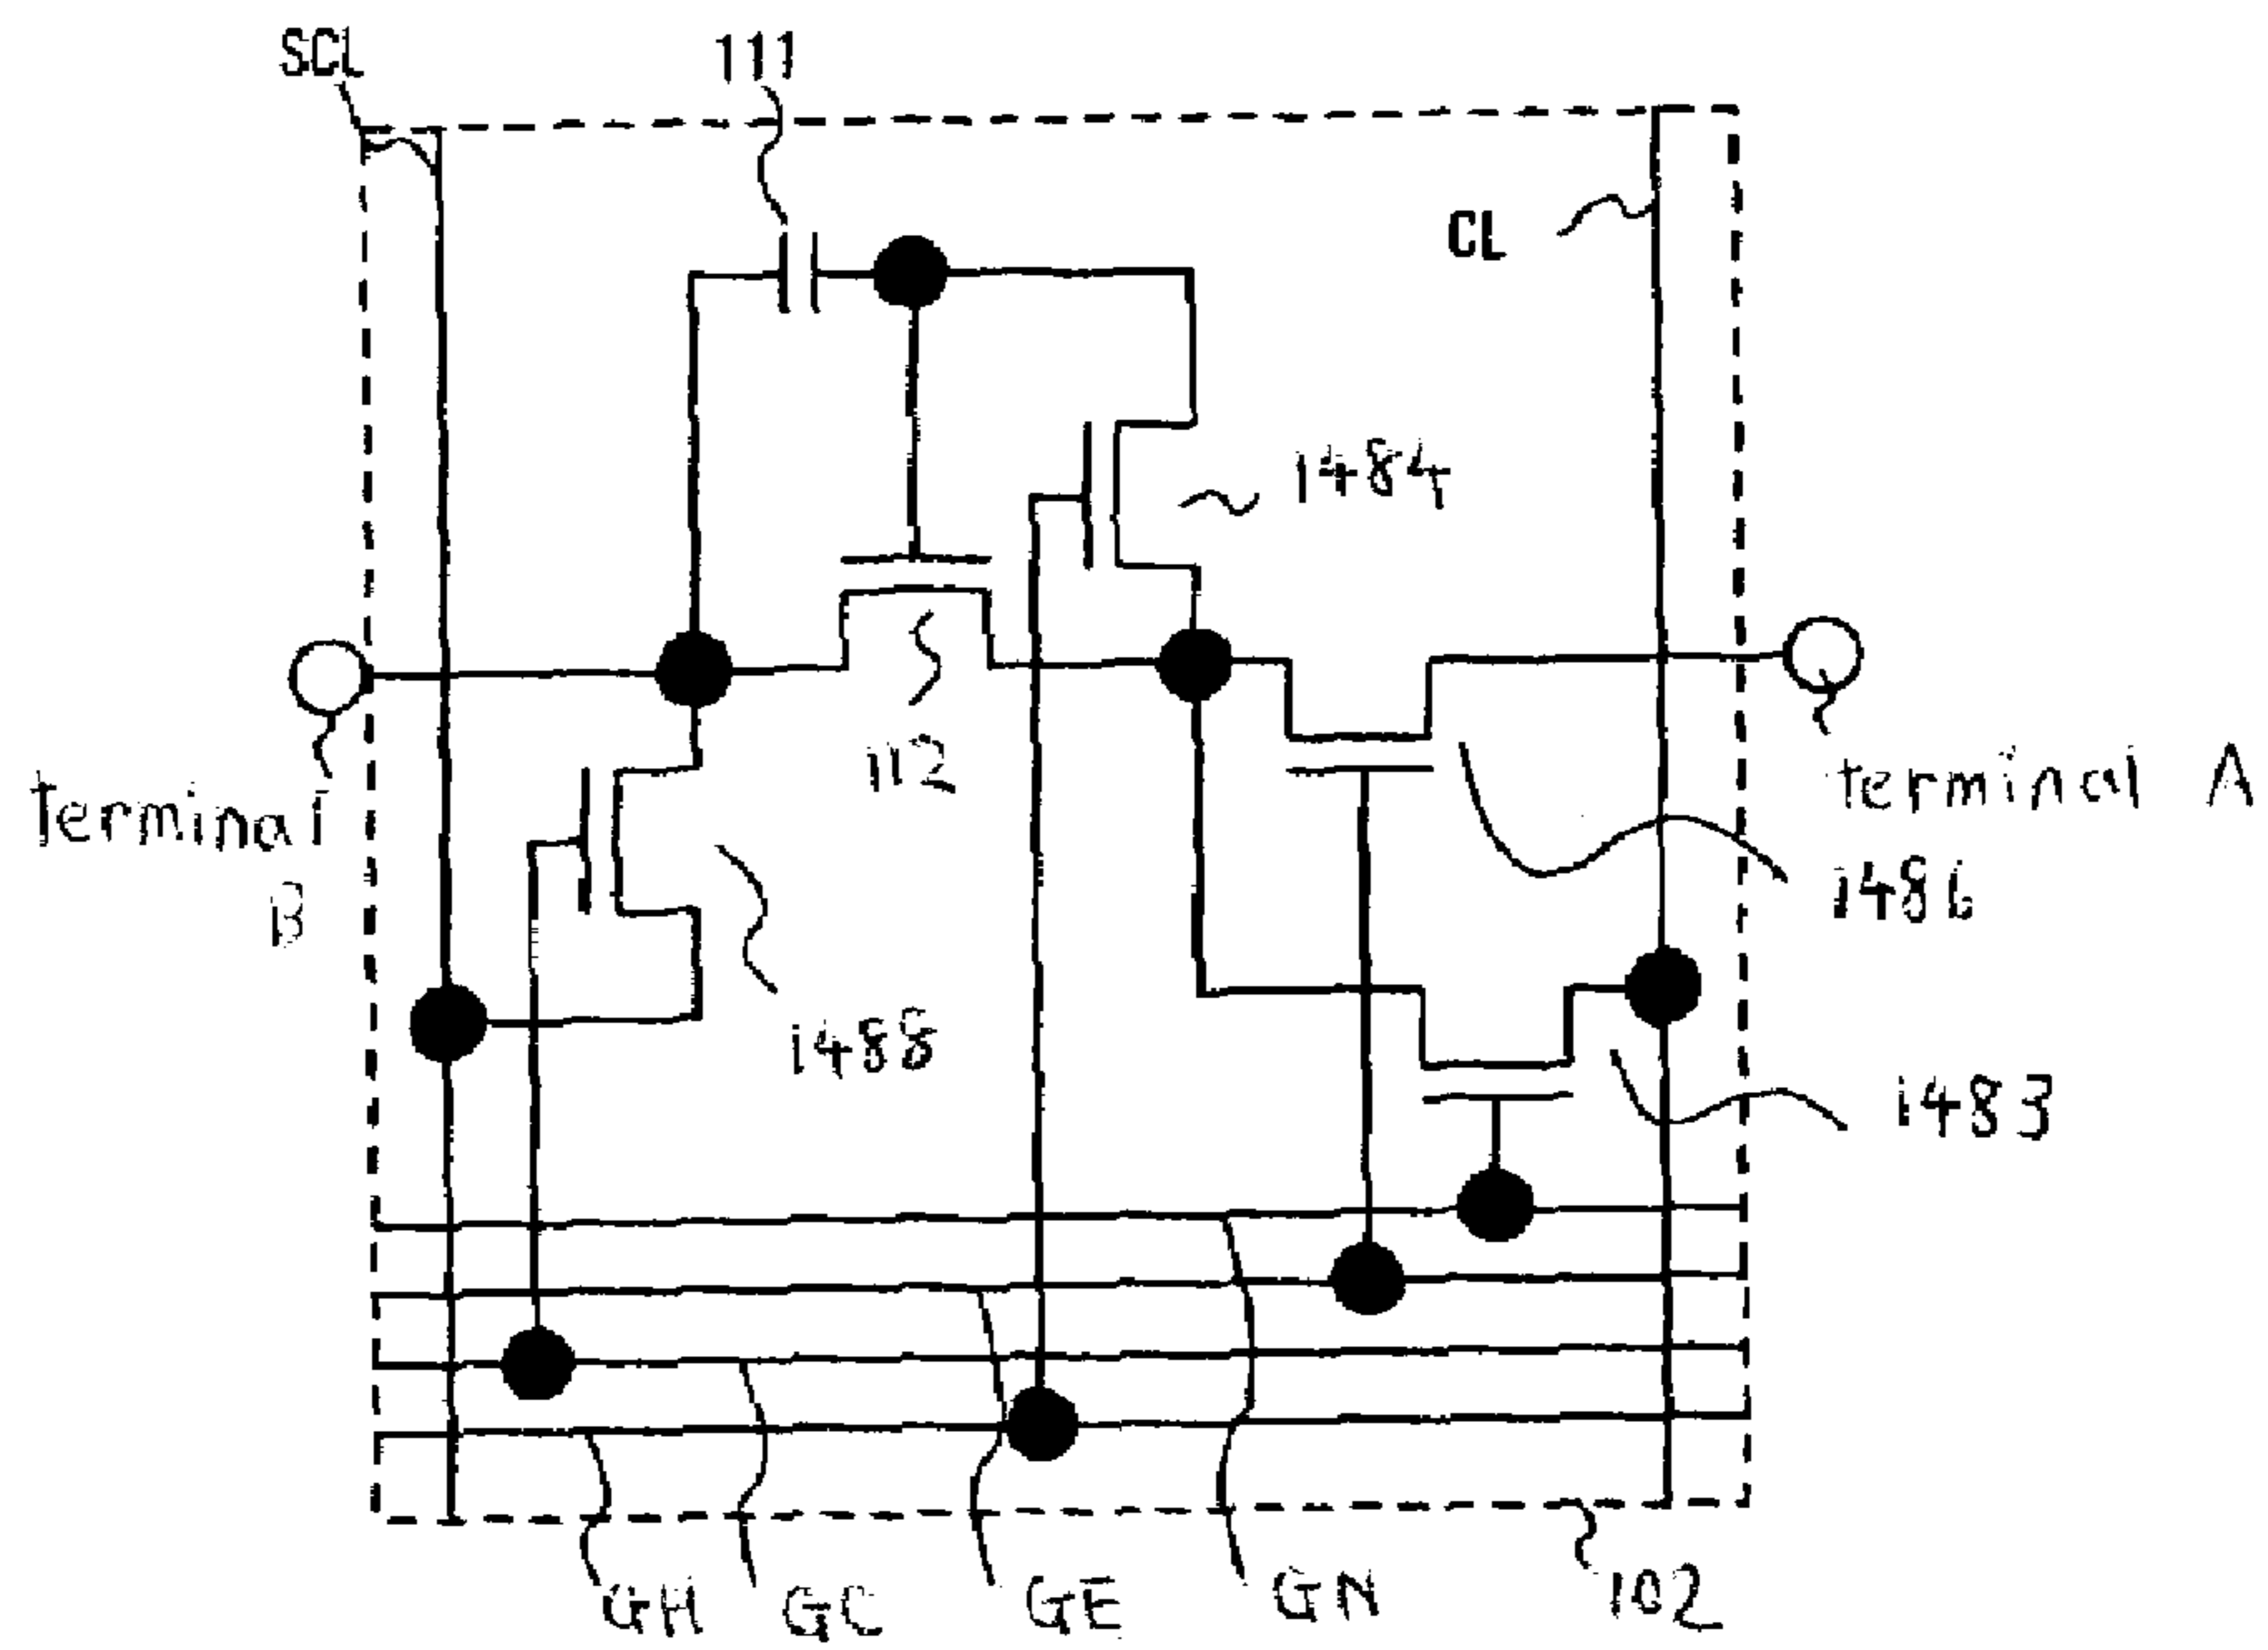 SCL
111
CL
1484
112
terminal A
terminal
B
1486
1488
1483
GH
GC
GE
GN
102